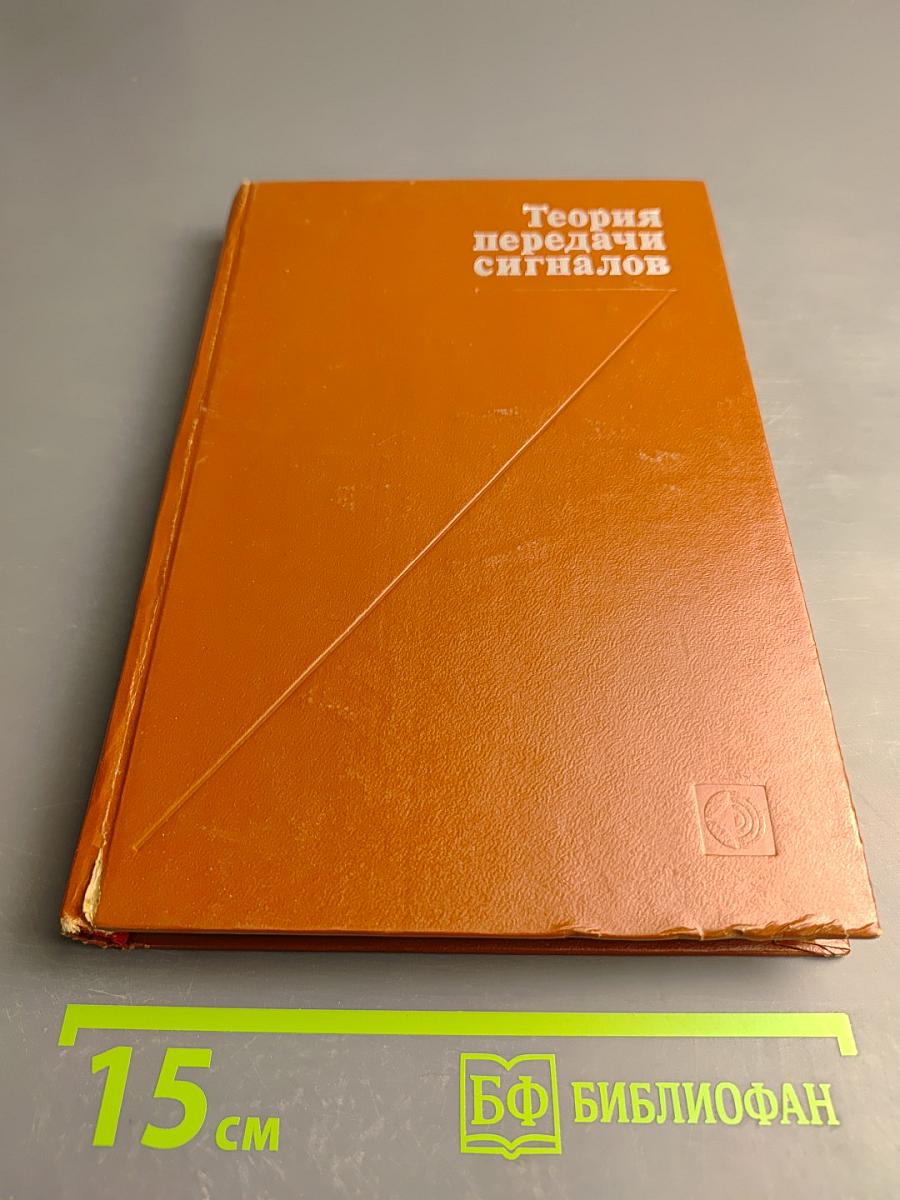 Теория
передачи
сигналов
15 см
БФ БИБЛИОФАН